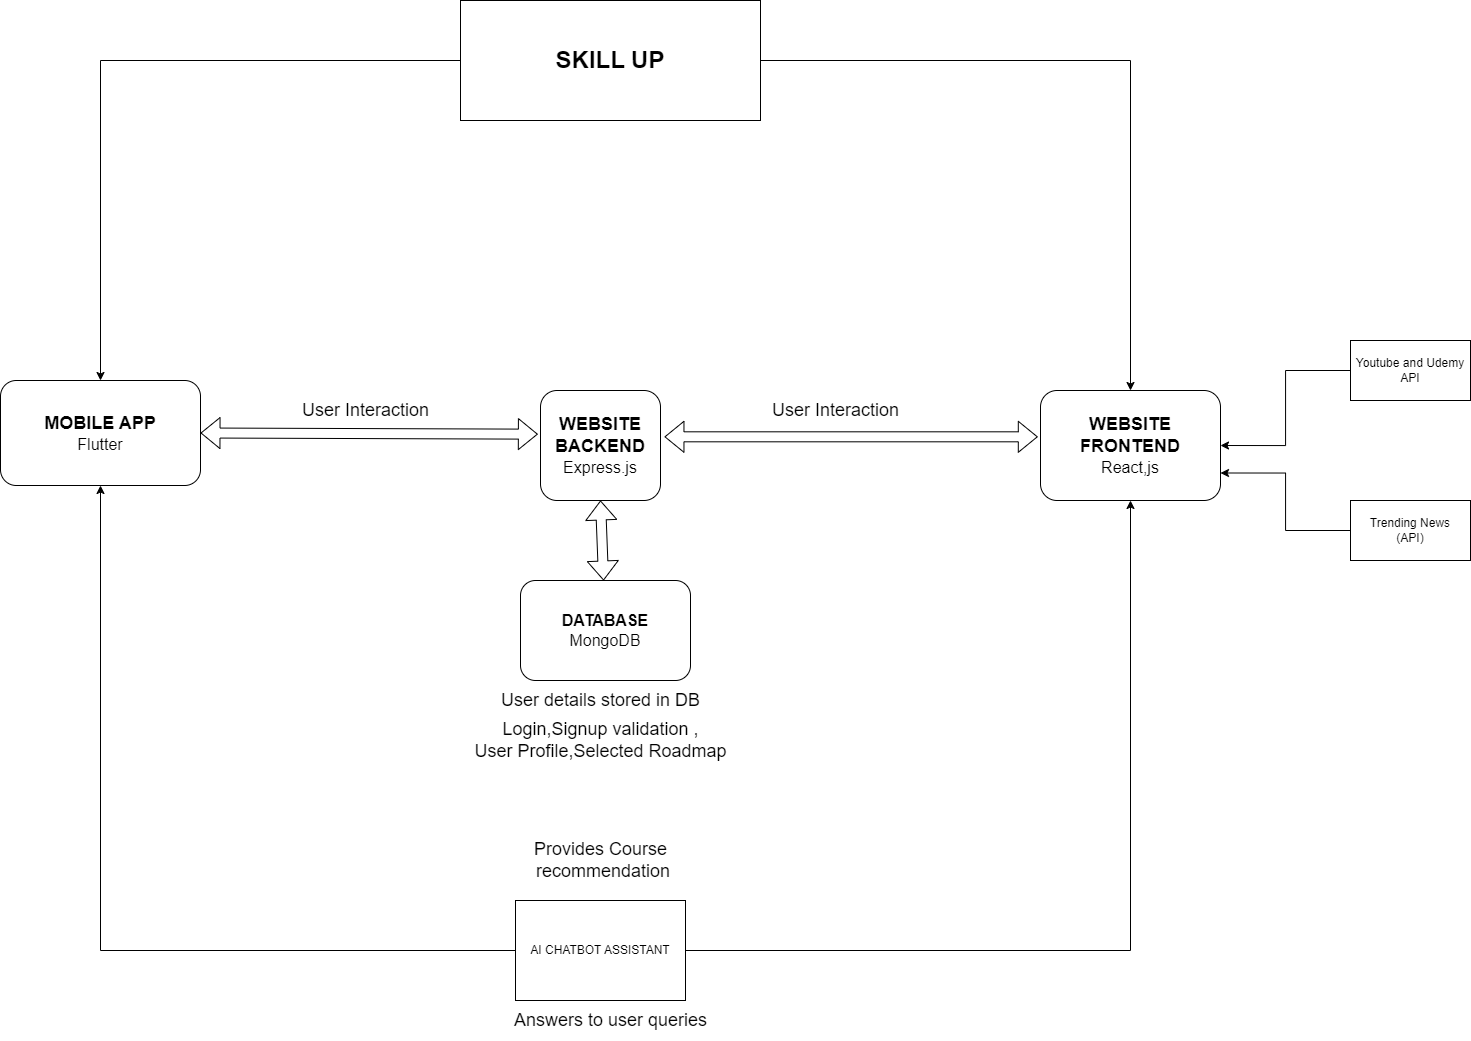 SKILL UP
Youtube and Udemy
API
MOBILE APP
Flutter
User Interaction
WEBSITE
BACKEND
Express.js
User Interaction
WEBSITE
FRONTEND
React,js
Trending News
(API)
DATABASE
MongoDB
User details stored in DB
Login,Signup validation ,
User Profile,Selected Roadmap
Provides Course
recommendation
AI CHATBOT ASSISTANT
Answers to user queries